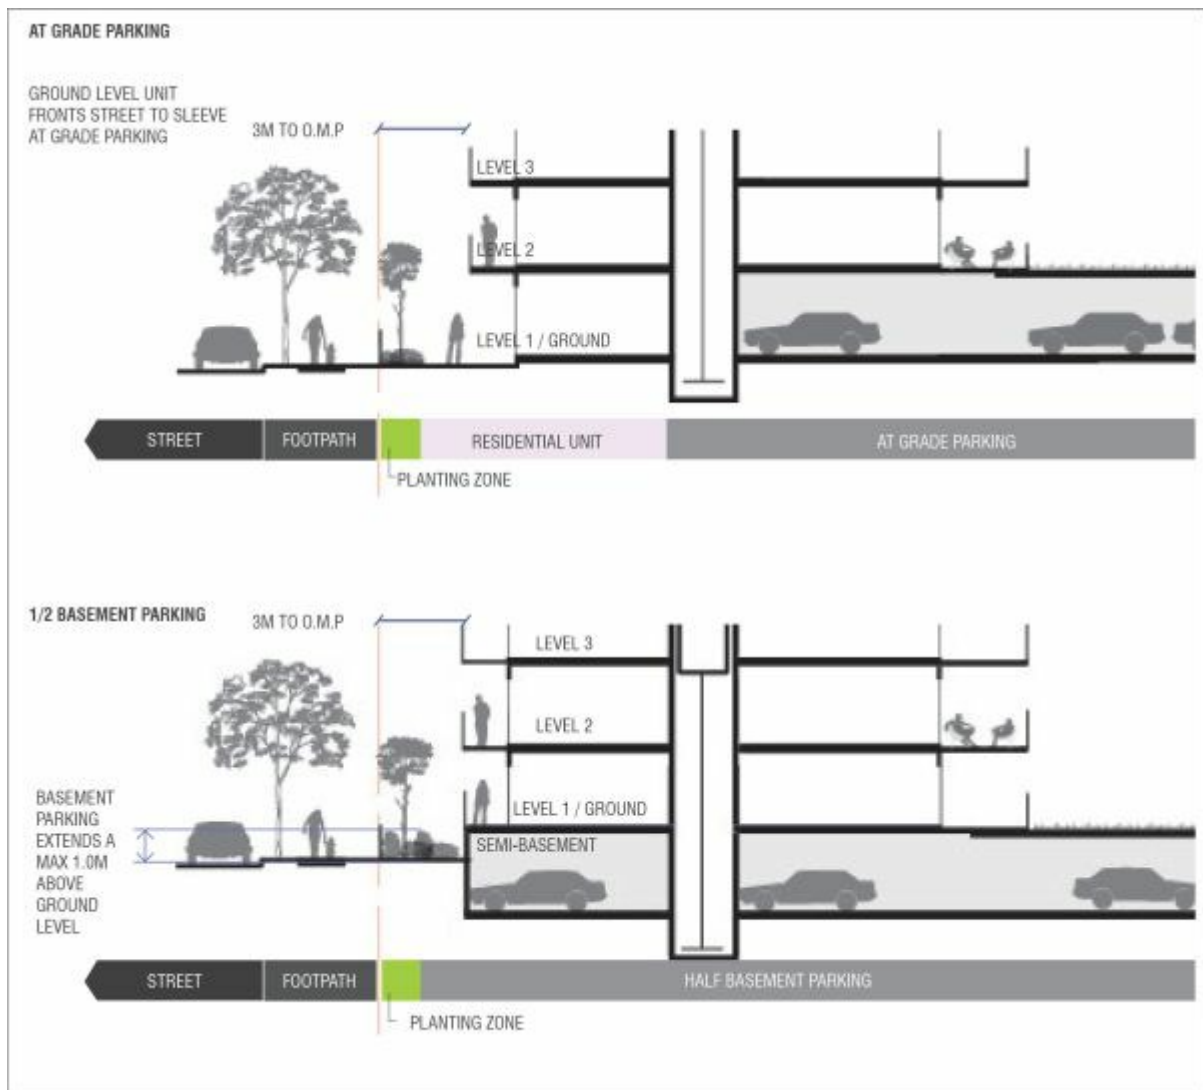 AT GRADE PARKING
GROUND LEVEL UNIT
FRONTS STREET TO SLEEVE
AT GRADE PARKING
3M TO O.M.P
LEVEL 3
LEVEL 2
LEVEL 1 / GROUND
STREET
FOOTPATH
RESIDENTIAL UNIT
AT GRADE PARKING
PLANTING ZONE
1/2 BASEMENT PARKING
3M TO O.M.P
LEVEL 3
LEVEL 2
LEVEL 1 / GROUND
SEMI-BASEMENT
BASEMENT
PARKING
EXTENDS A
MAX 1.0M
ABOVE
GROUND
LEVEL
STREET
FOOTPATH
HALF BASEMENT PARKING
PLANTING ZONE